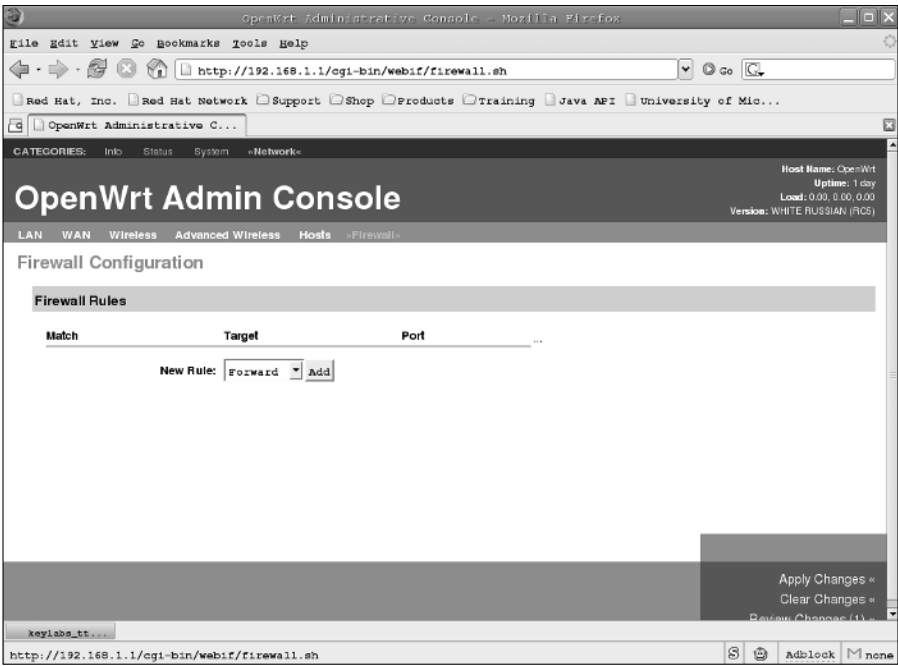 OpenWrt Administrative Console - Mozilla Firefox
File Edit View Go Bookmarks Tools Help
http://192.168.1.1/cgi-bin/webif/firewall.sh Go G
Red Hat, Inc. Red Hat Network Support Shop Products Training Java API University of Mic...
OpenWrt Administrative C...
CATEGORIES: Info Status System »Network«
Host Name: OpenWrt
Uptime: 1 day
OpenWrt Admin Console
Load: 0.00, 0.00, 0.00
Version: WHITE RUSSIAN (RC5)
LAN WAN Wireless Advanced Wireless Hosts »Firewall«
Firewall Configuration
Firewall Rules
Match Target Port ...
New Rule: Forward Add
Apply Changes «
Clear Changes «
Review Changes (1) «
keylabs_tt...
http://192.168.1.1/cgi-bin/webif/firewall.sh S Adblock M none